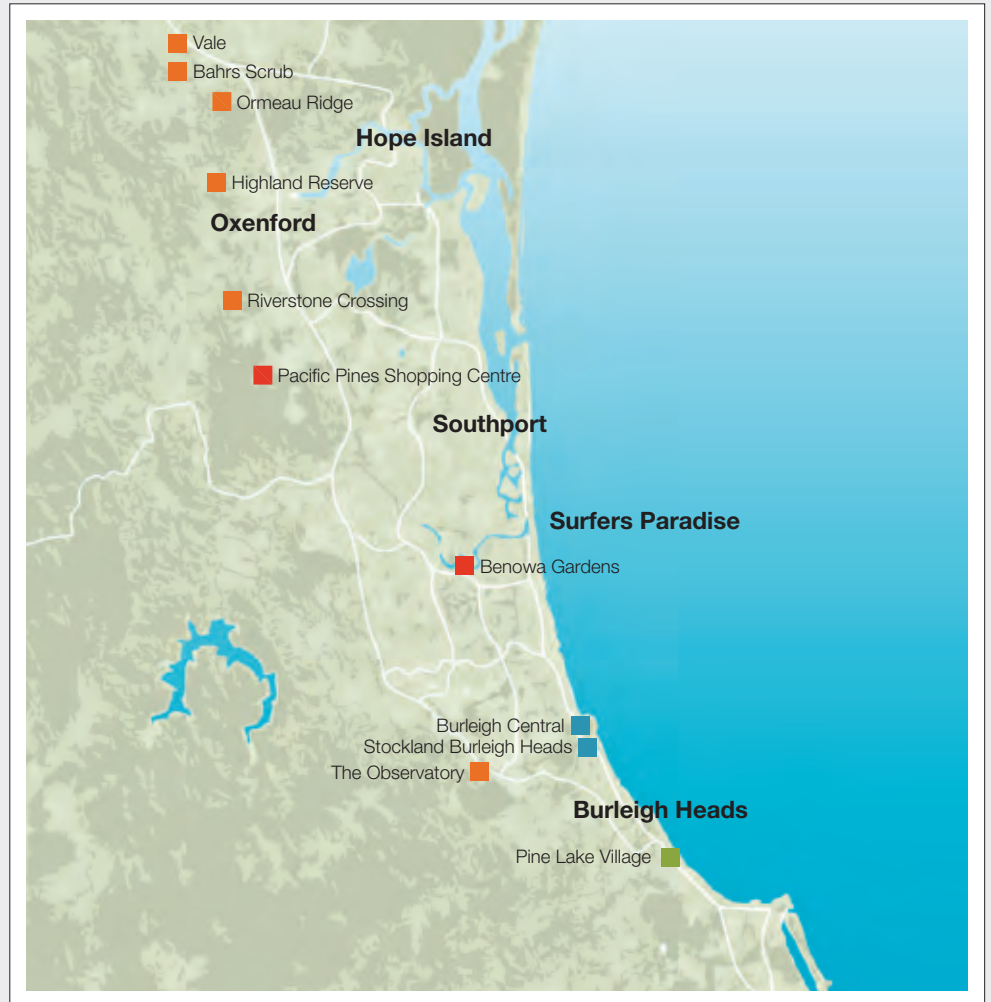 Vale
Bahrs Scrub
Ormeau Ridge
Hope Island
Highland Reserve
Oxenford
Riverstone Crossing
Pacific Pines Shopping Centre
Southport
Surfers Paradise
Benowa Gardens
Burleigh Central
Stockland Burleigh Heads
The Observatory
Burleigh Heads
Pine Lake Village